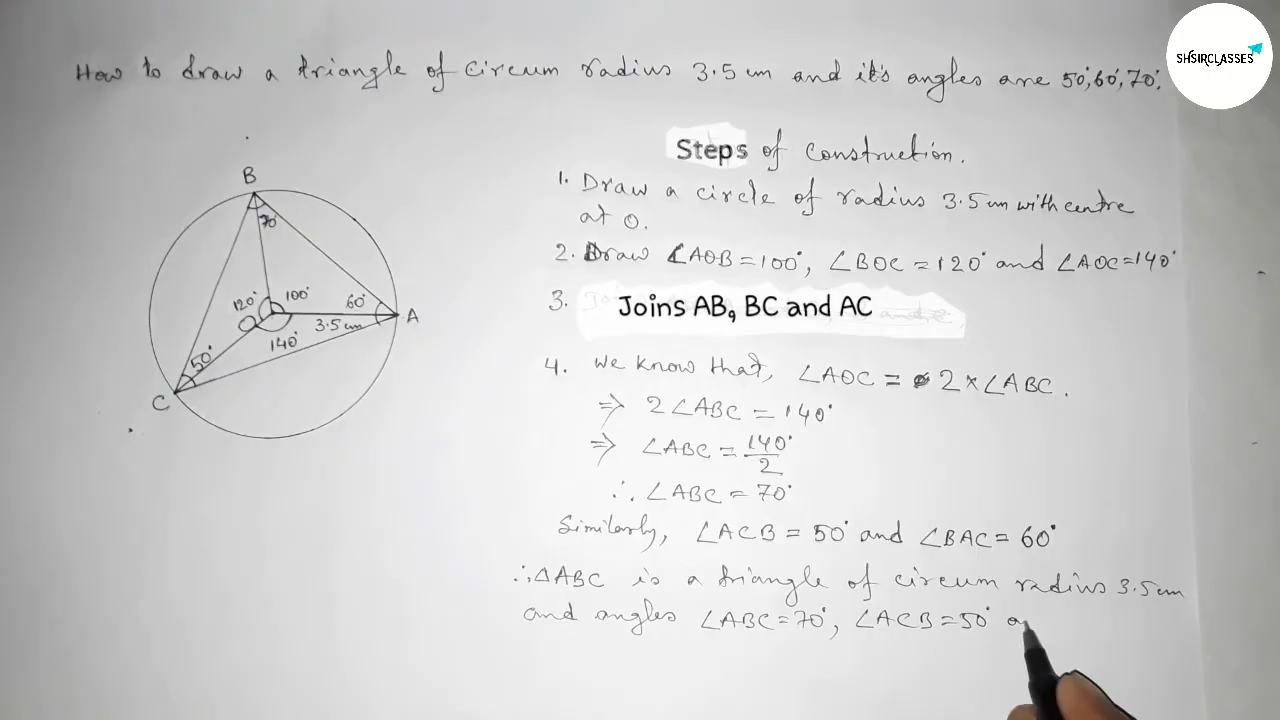 How to draw a triangle of circum radius 3.5 cm and it's angles are 50°, 60°, 70°.
SHSIRCLASSES
Steps of construction.
1. Draw a circle of radius 3.5 cm with centre
at O.
2. Draw ∠AOB = 100°, ∠BOC = 120° and ∠AOC = 140°
3. Joins AB, BC and AC
4. We know that, ∠AOC = 2 × ∠ABC.
⇒ 2∠ABC = 140°
⇒ ∠ABC = 140°/2
∴ ∠ABC = 70°
Similarly, ∠ACB = 50° and ∠BAC = 60°
∴ △ABC is a triangle of circum radius 3.5 cm
and angles ∠ABC = 70°, ∠ACB = 50° a
B
70°
120°
100°
60°
A
O
3.5 cm
140°
50°
C